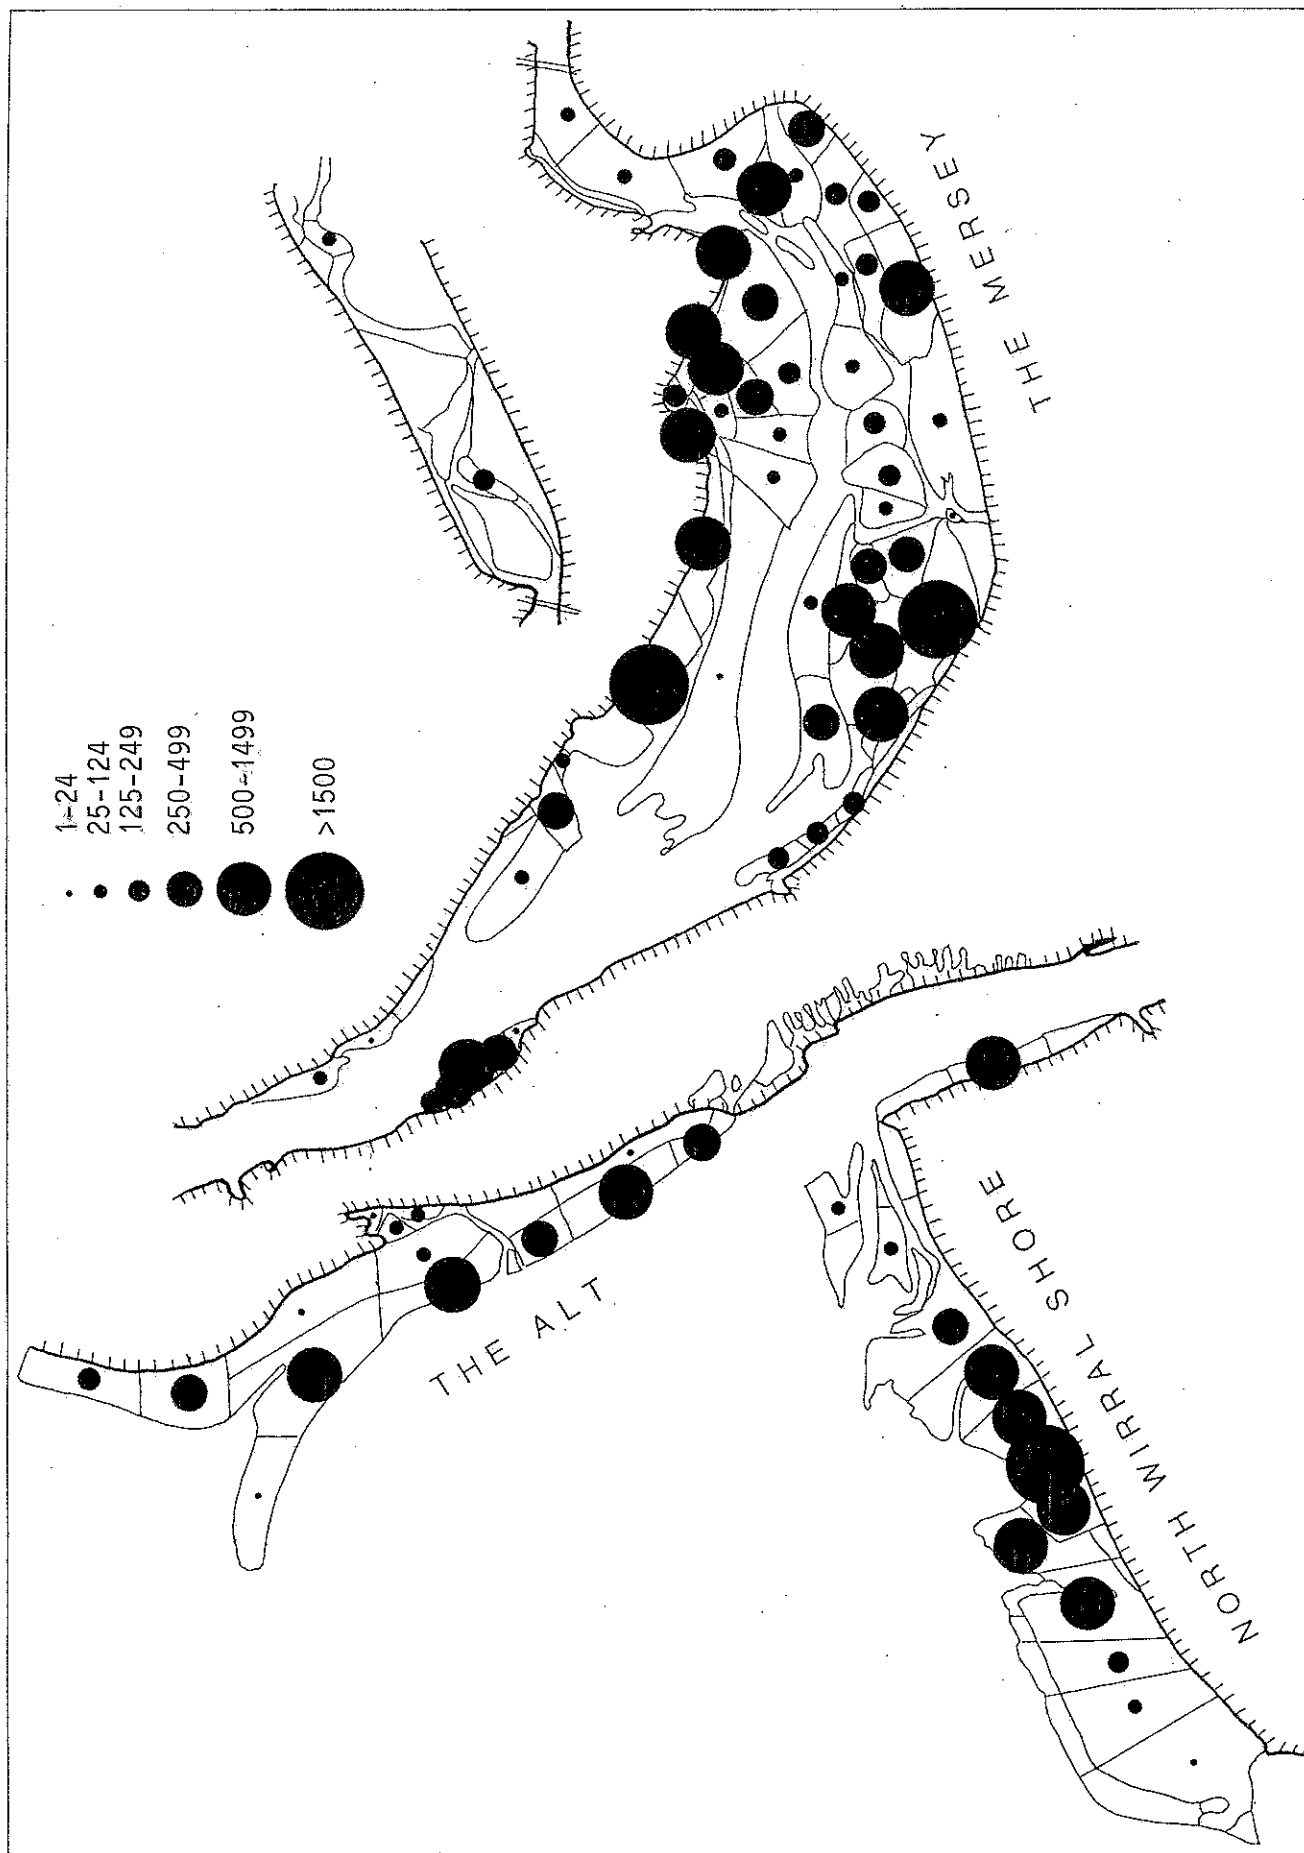 1-24
25-124
125-249
250-499
500-1499
>1500
THE MERSEY
THE ALT
NORTH WIRRAL SHORE